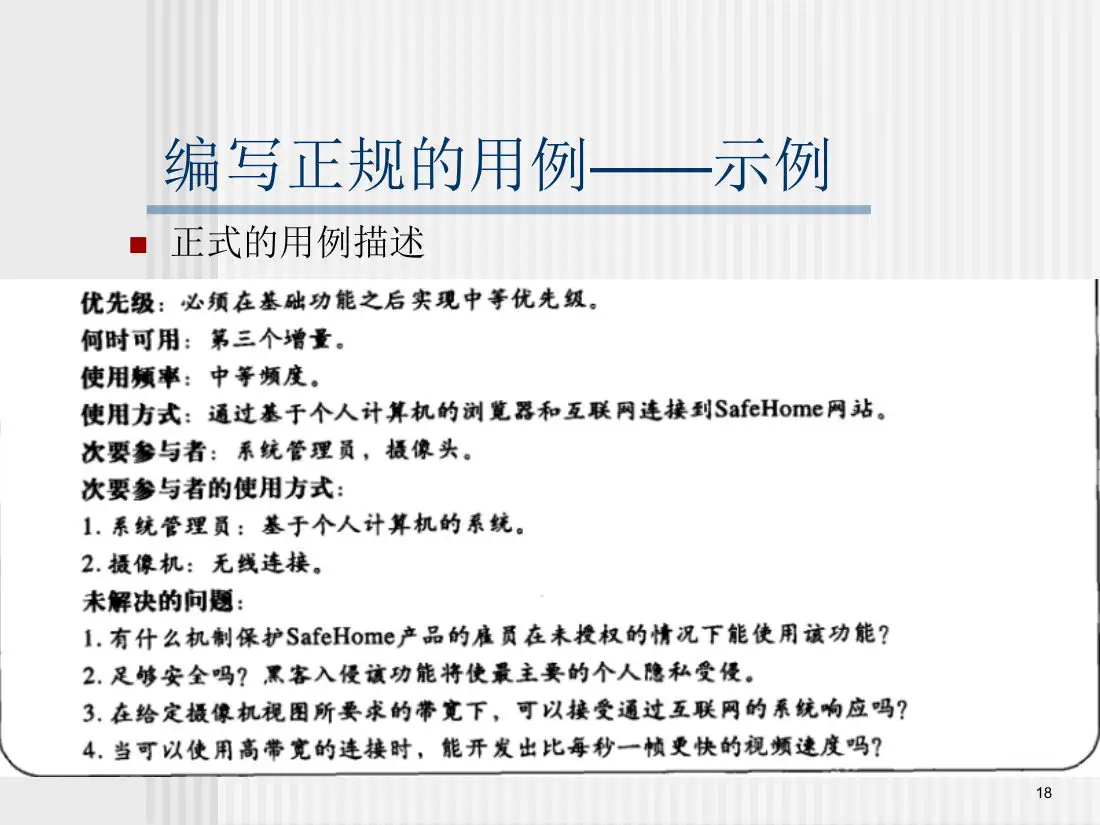 编写正规的用例——示例
正式的用例描述
优先级：必须在基础功能之后实现中等优先级。
何时可用：第三个增量。
使用频率：中等频度。
使用方式：通过基于个人计算机的浏览器和互联网连接到SafeHome网站。
次要参与者：系统管理员，摄像头。
次要参与者的使用方式：
1. 系统管理员：基于个人计算机的系统。
2. 摄像机：无线连接。
未解决的问题：
1. 有什么机制保护SafeHome产品的雇员在未授权的情况下能使用该功能？
2. 足够安全吗？黑客入侵该功能将使最主要的个人隐私受侵。
3. 在给定摄像机视图所要求的带宽下，可以接受通过互联网的系统响应吗？
4. 当可以使用高带宽的连接时，能开发出比每秒一帧更快的视频速度吗？
18